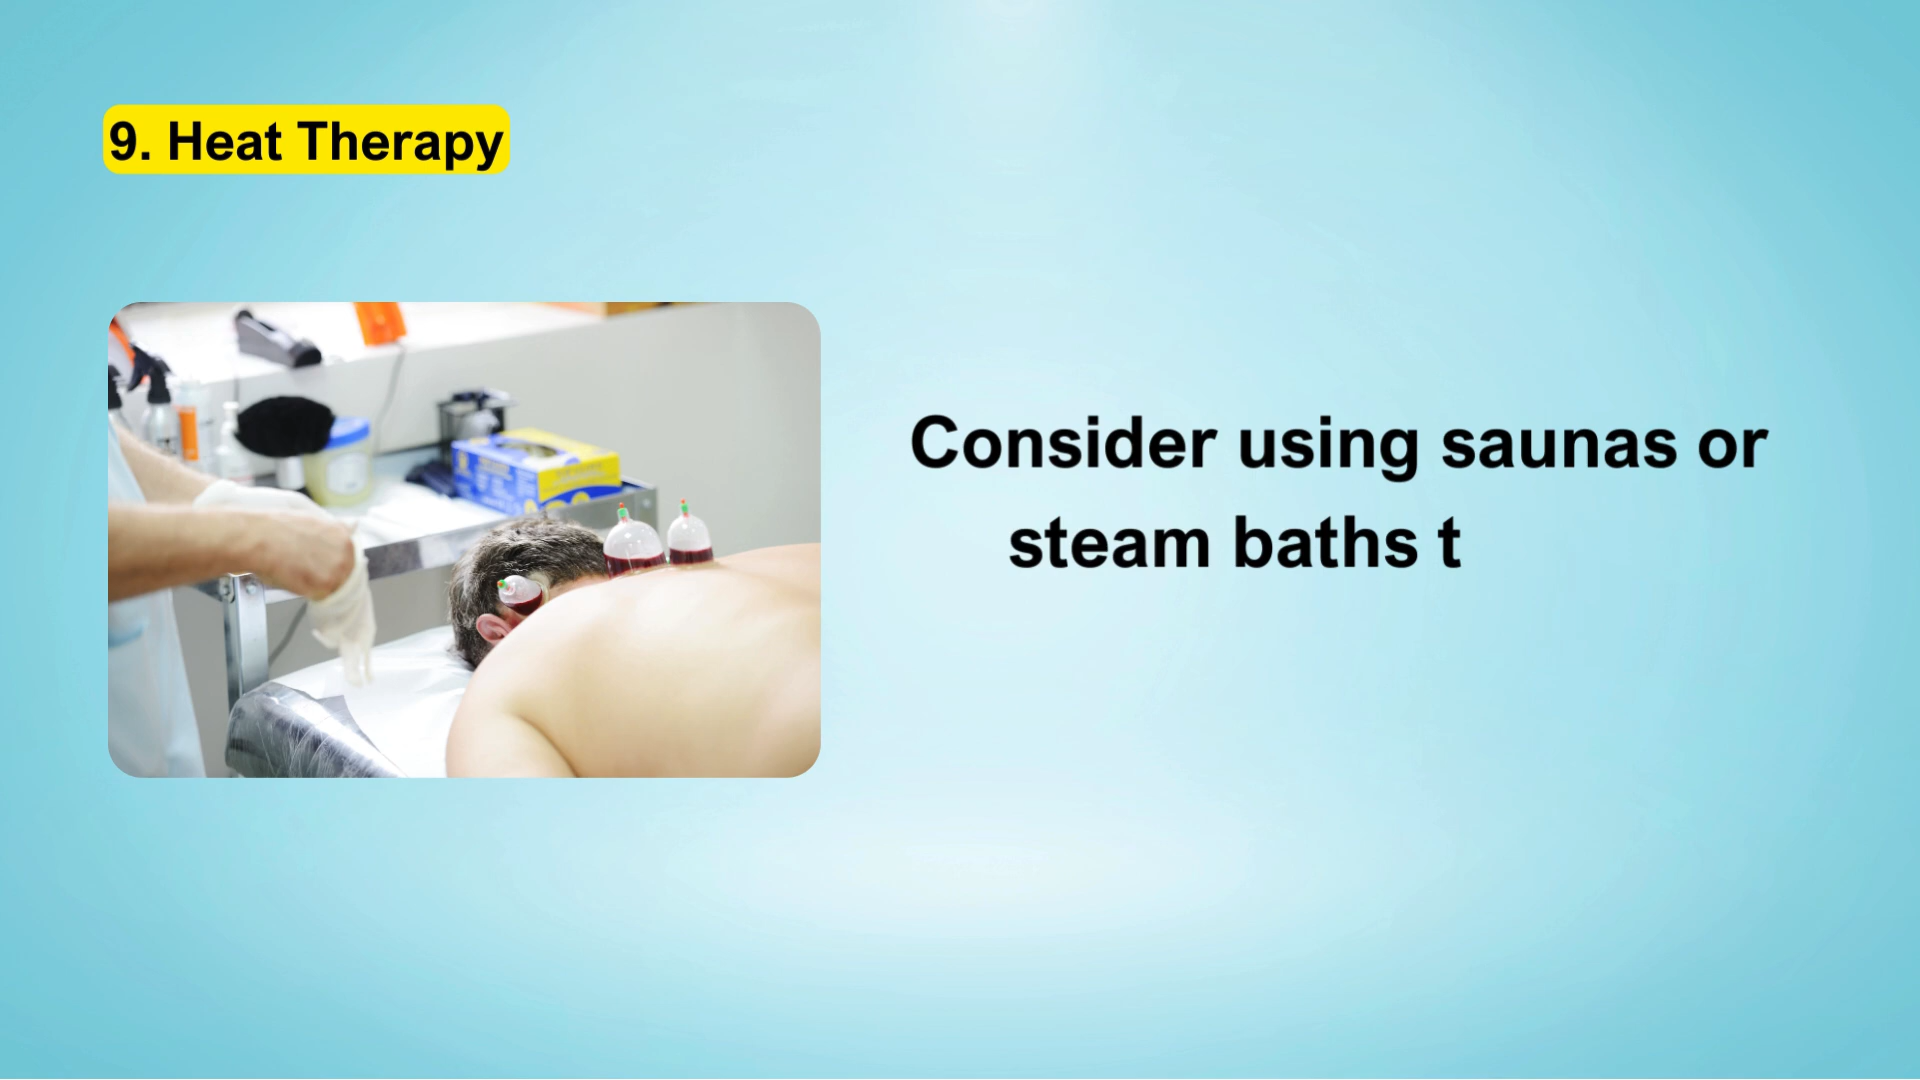 9. Heat Therapy
Consider using saunas or
steam baths t